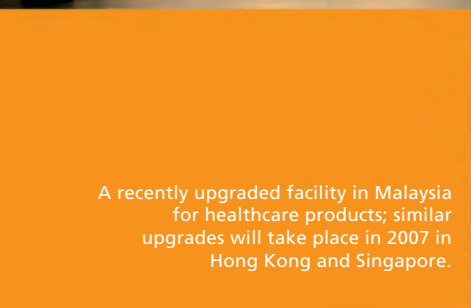 A recently upgraded facility in Malaysia
for healthcare products; similar
upgrades will take place in 2007 in
Hong Kong and Singapore.